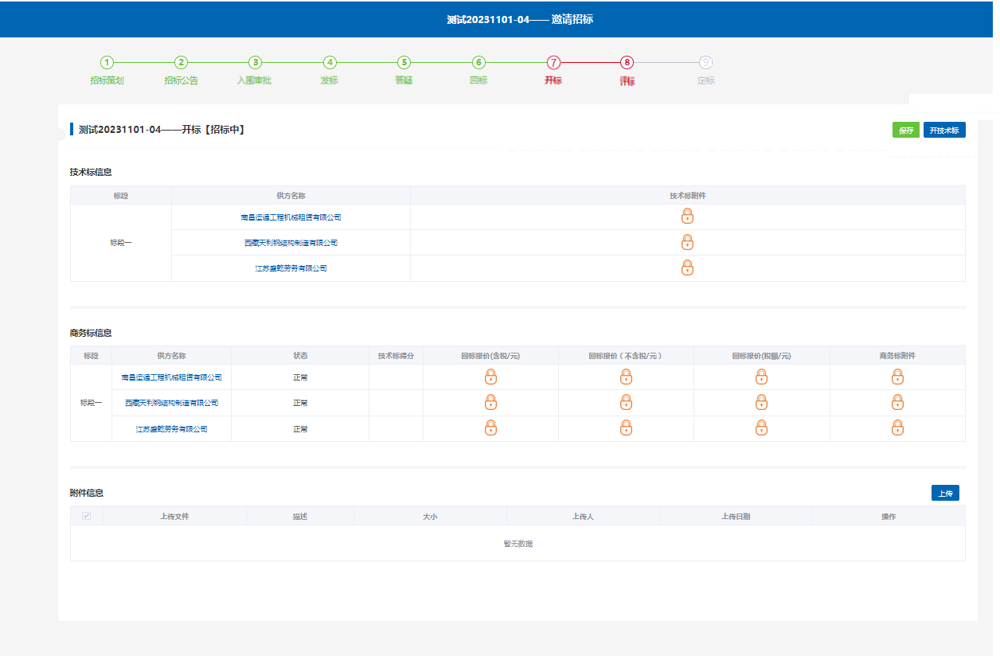 测试20231101-04—— 邀请招标
1 2 3 4 5 6 7 8 9
招标策划 招标公告 入围审批 发标 答疑 回标 开标 评标 定标
测试20231101-04——开标【招标中】 保存 开技术标
技术标信息
标段 供方名称 技术标附件
南昌运通工程机械租赁有限公司
标段一 西藏天利钢结构制造有限公司
江苏盛乾劳务有限公司
商务标信息
标段 供方名称 状态 技术标得分 回标报价(含税/元) 回标报价（不含税/元） 回标报价(税额/元) 商务标附件
南昌运通工程机械租赁有限公司 正常
标段一 西藏天利钢结构制造有限公司 正常
江苏盛乾劳务有限公司 正常
附件信息 上传
上传文件 描述 大小 上传人 上传日期 操作
暂无数据